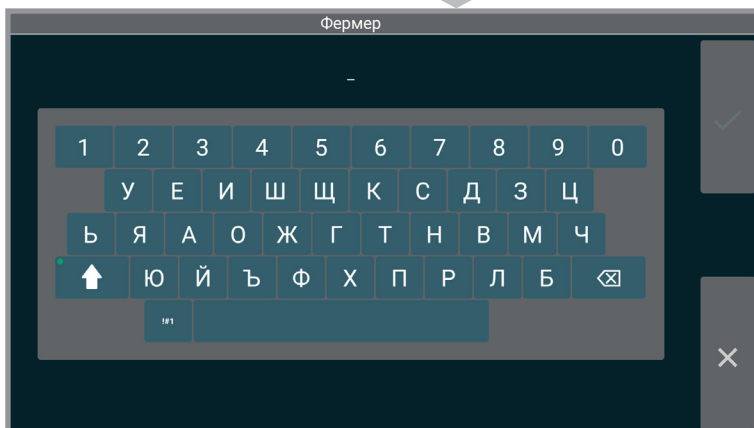 Фермер
_
1 2 3 4 5 6 7 8 9 0
У Е И Ш Щ К С Д З Ц
Ь Я А О Ж Г Т Н В М Ч
Ю Й Ъ Ф Х П Р Л Б
!#1